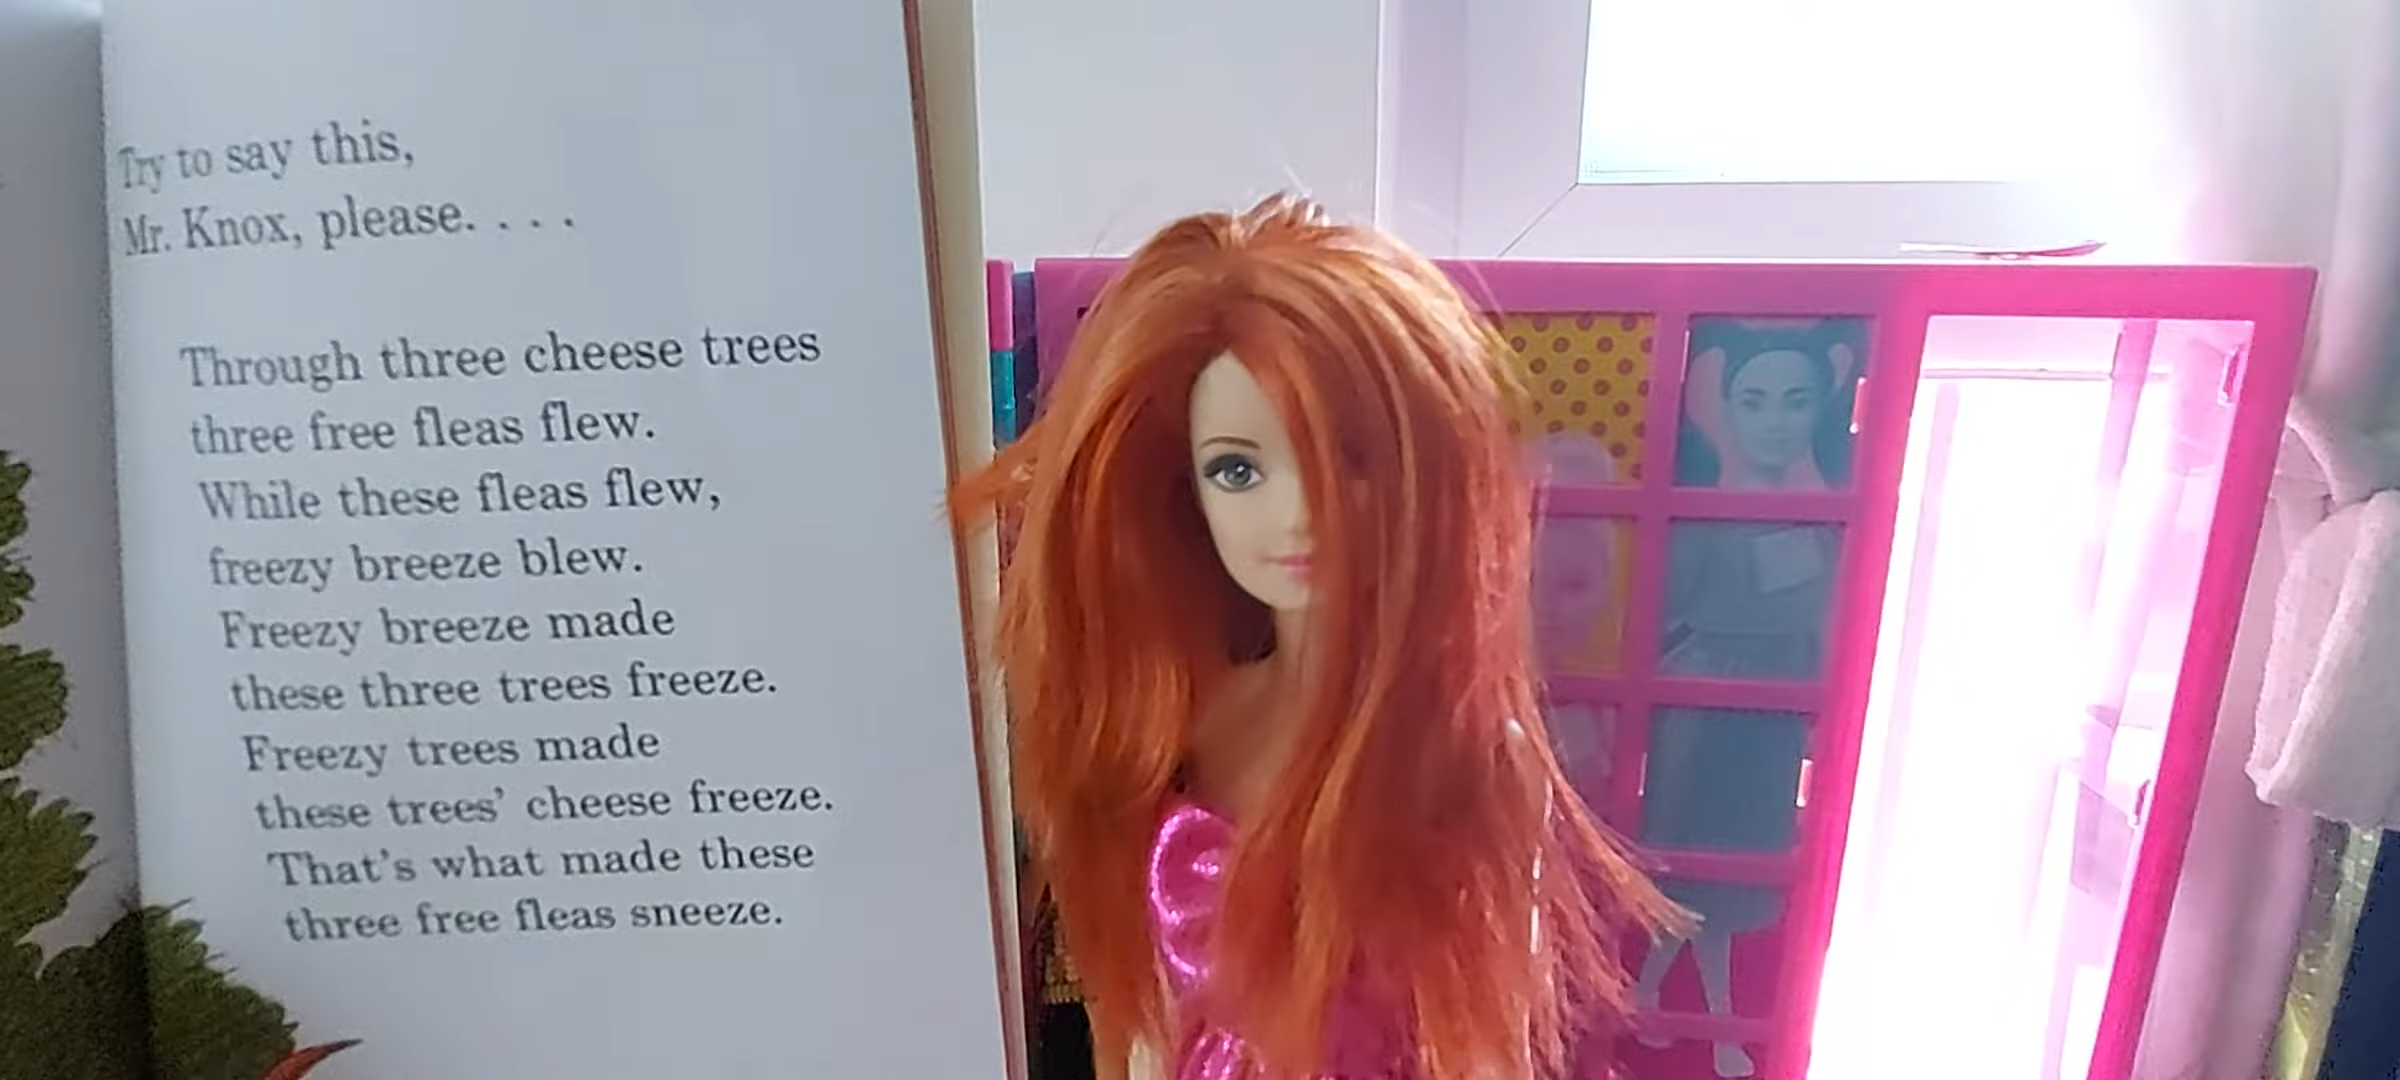 Try to say this,
Mr. Knox, please. . . .
Through three cheese trees
three free fleas flew.
While these fleas flew,
freezy breeze blew.
Freezy breeze made
these three trees freeze.
Freezy trees made
these trees' cheese freeze.
That's what made these
three free fleas sneeze.